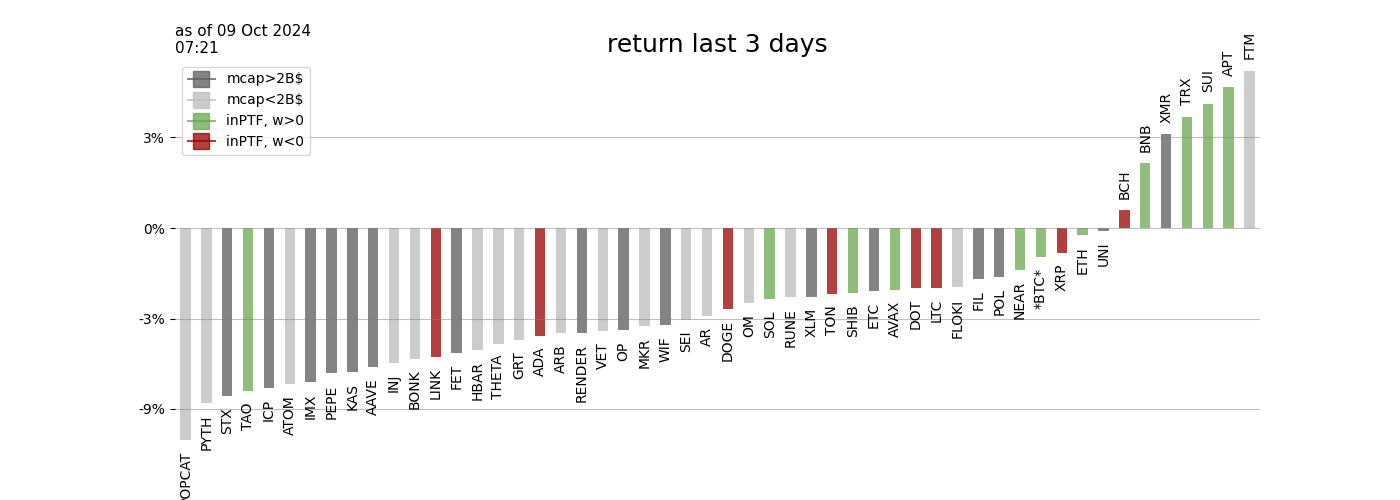 as of 09 Oct 2024
07:21
return last 3 days
mcap>2B$
mcap<2B$
inPTF, w>0
inPTF, w<0
3%
0%
-3%
-9%
PYTH
STX
TAO
ICP
ATOM
IMX
PEPE
KAS
AAVE
INJ
BONK
LINK
FET
HBAR
THETA
GRT
ADA
ARB
RENDER
VET
OP
MKR
WIF
SEI
AR
DOGE
OM
SOL
RUNE
XLM
TON
SHIB
ETC
AVAX
DOT
LTC
FLOKI
FIL
POL
NEAR
*BTC*
XRP
ETH
UNI
BCH
BNB
XMR
TRX
SUI
APT
FTM